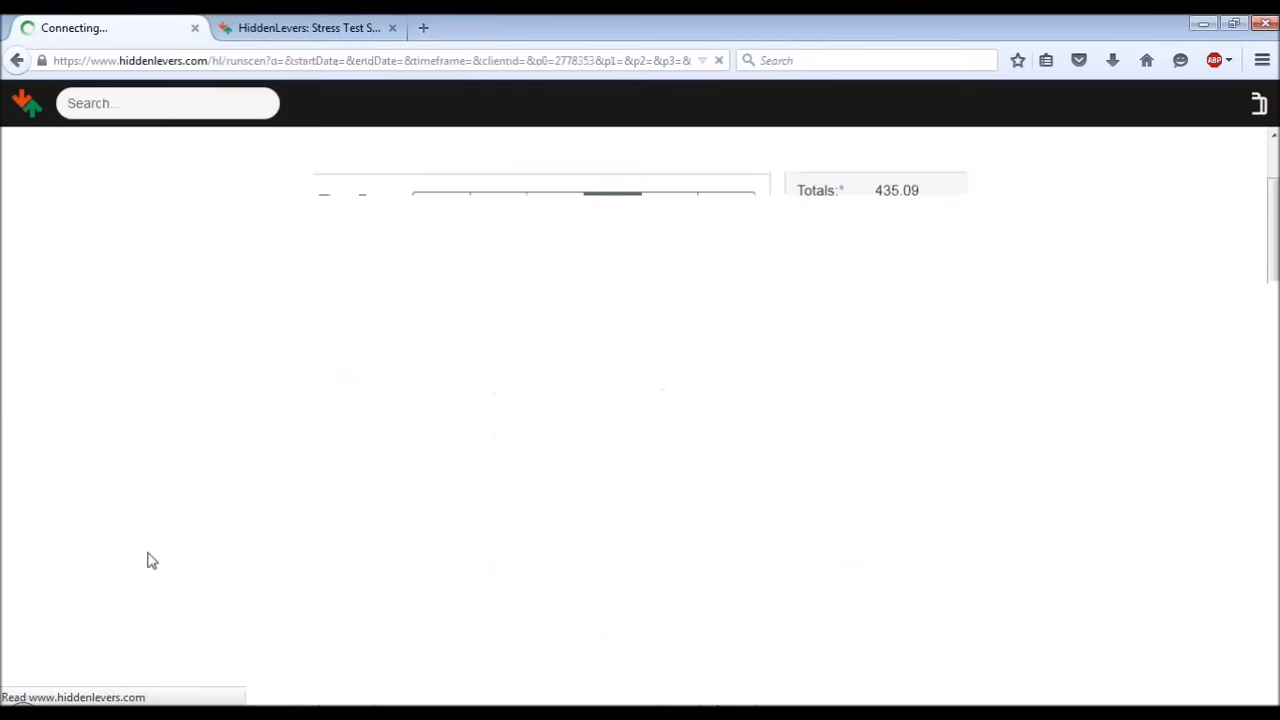 Connecting...
HiddenLevers: Stress Test S...
https://www.hiddenlevers.com/hl/runscen?a=&startDate=&endDate=&timeframe=&clientid=&p0=2778353&p1=&p2=&p3=&
Search
ABP
Search...
Totals:* 435.09
Read www.hiddenlevers.com